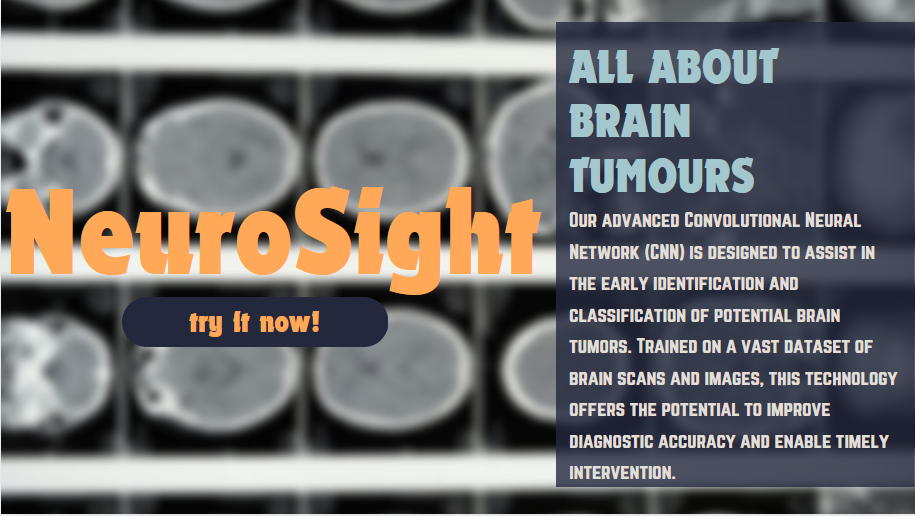 NeuroSight
try it now!
ALL ABOUT
BRAIN
TUMOURS
Our advanced Convolutional Neural
Network (CNN) is designed to assist in
the early identification and
classification of potential brain
tumors. Trained on a vast dataset of
brain scans and images, this technology
offers the potential to improve
diagnostic accuracy and enable timely
intervention.